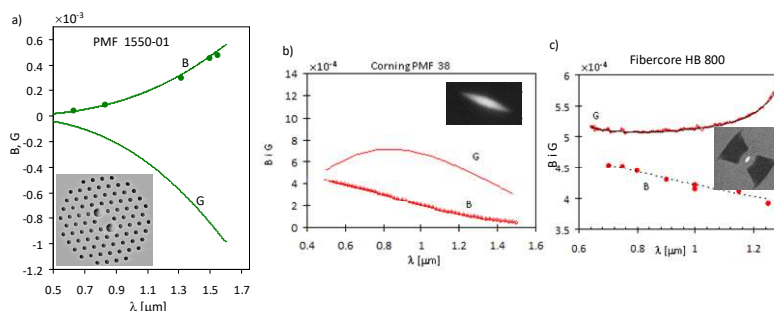 a)
×10⁻³
PMF 1550-01
0.6
0.4
0.2
0
-0.2
-0.4
-0.6
-0.8
-1
-1.2
B, G
B
G
0.5 0.7 0.9 1.1 1.3 1.5 1.75
λ [μm]
b)
×10⁻⁴
Corning PMF 38
14
12
10
8
6
4
2
0
B i G
G
B
0.4 0.6 0.8 1.0 1.2 1.4 1.6
λ [μm]
c)
Fibercore HB 800
×10⁻⁴
6
5.5
5
4.5
4
3.5
B i G
G
B
0.6 0.8 1 1.2
λ [μm]